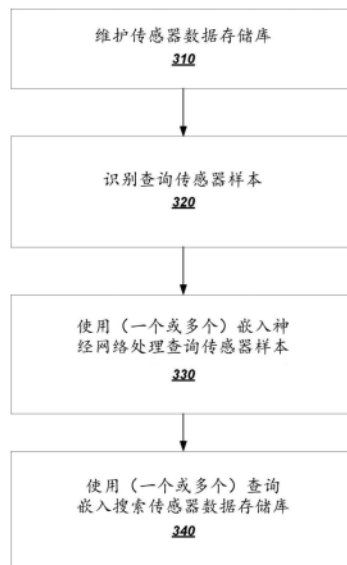 维护传感器数据存储库
310
识别查询传感器样本
320
使用（一个或多个）嵌入神
经网络处理查询传感器样本
330
使用（一个或多个）查询
嵌入搜索传感器数据存储库
340